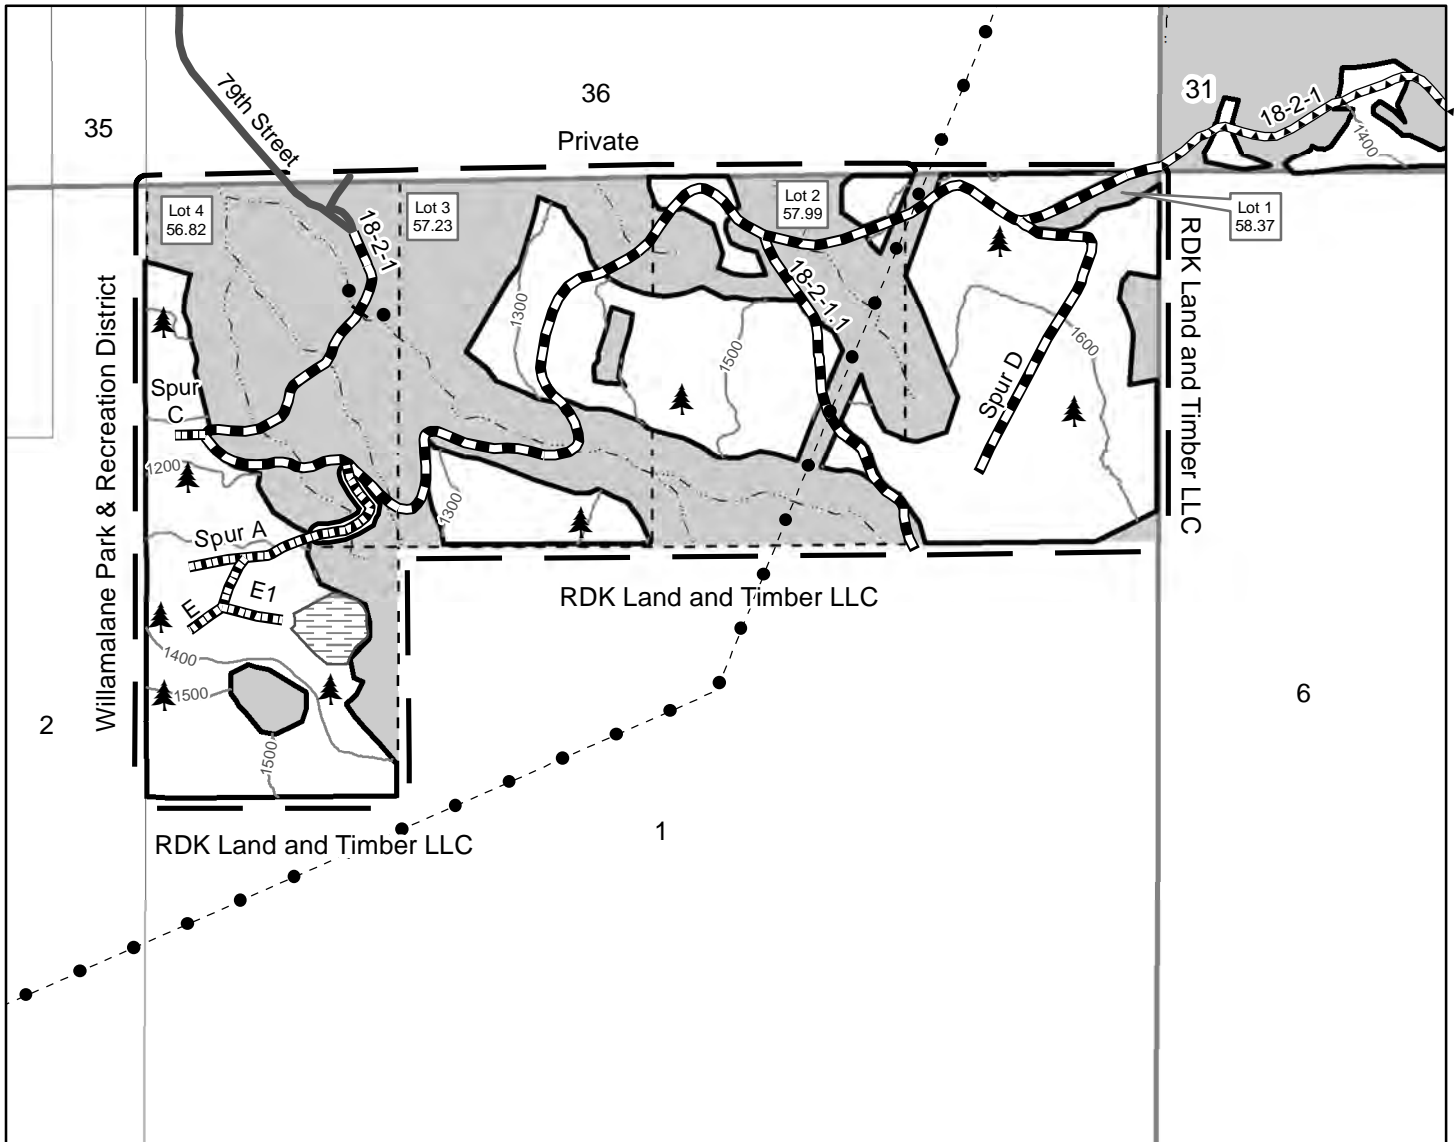 36
31
18-2-1
1400
35
79th Street
Private
Lot 4
56.82
Lot 3
57.23
Lot 2
57.99
Lot 1
58.37
18-2-1
18-2-1.1
1300
1500
1600
Spur D
RDK Land and Timber LLC
Willamalane Park & Recreation District
Spur
C
1200
1300
Spur A
E
E1
RDK Land and Timber LLC
1400
1500
1500
2
6
1
RDK Land and Timber LLC